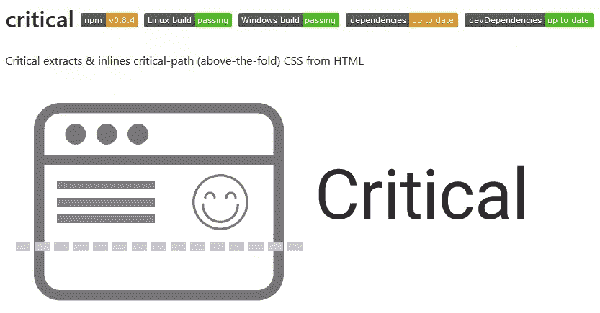 critical npm v0.8.4 Linux build passing Windows build passing dependencies up to date devDependencies up to date
Critical extracts & inlines critical-path (above-the-fold) CSS from HTML
Critical